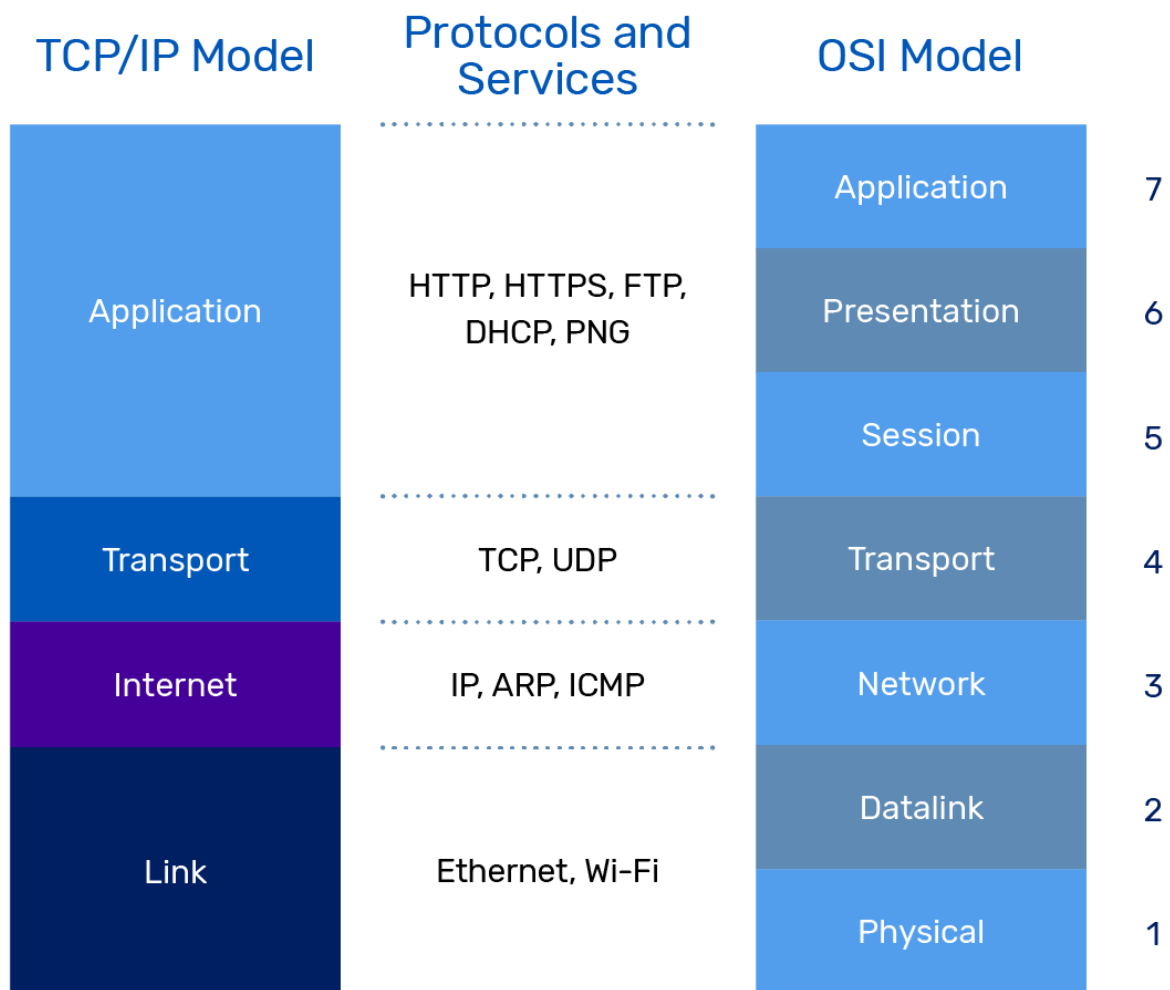 TCP/IP Model
Protocols and
Services
OSI Model
Application
Transport
Internet
Link
HTTP, HTTPS, FTP,
DHCP, PNG
TCP, UDP
IP, ARP, ICMP
Ethernet, Wi-Fi
Application 7
Presentation 6
Session 5
Transport 4
Network 3
Datalink 2
Physical 1